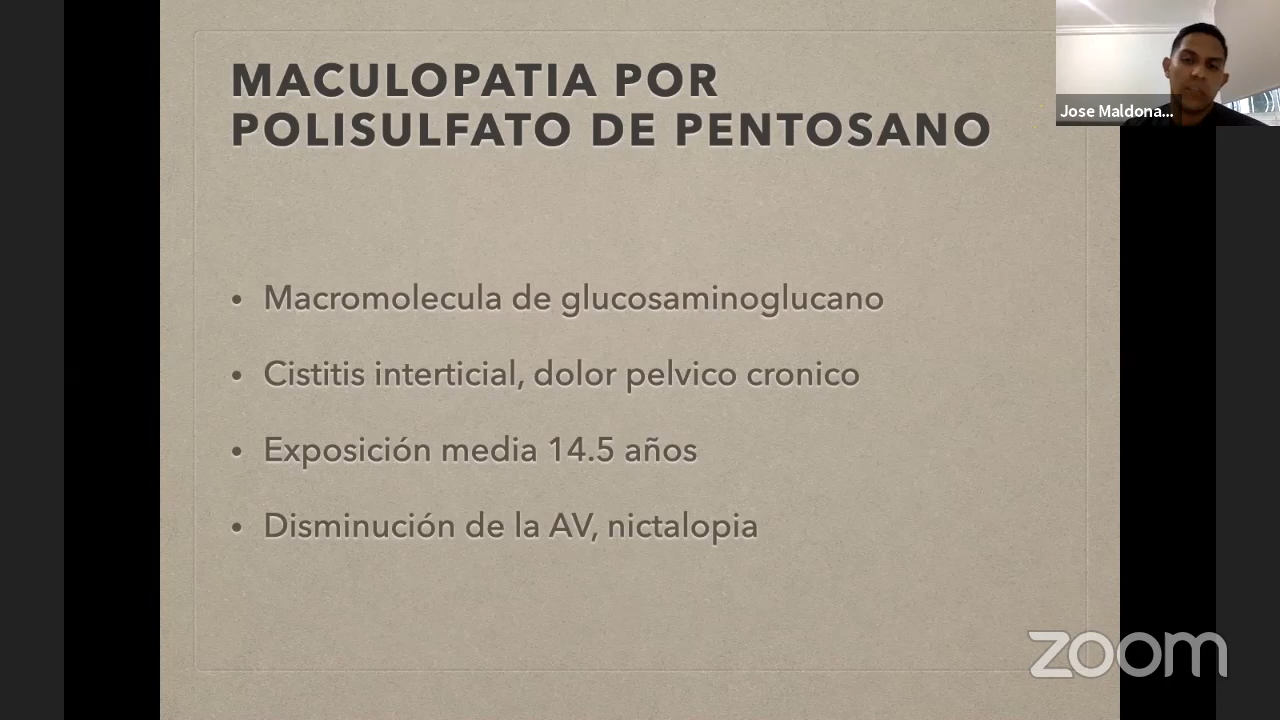 MACULOPATIA POR
POLISULFATO DE PENTOSANO
Jose Maldona...
• Macromolecula de glucosaminoglucano
• Cistitis interticial, dolor pelvico cronico
• Exposición media 14.5 años
• Disminución de la AV, nictalopia
zoom